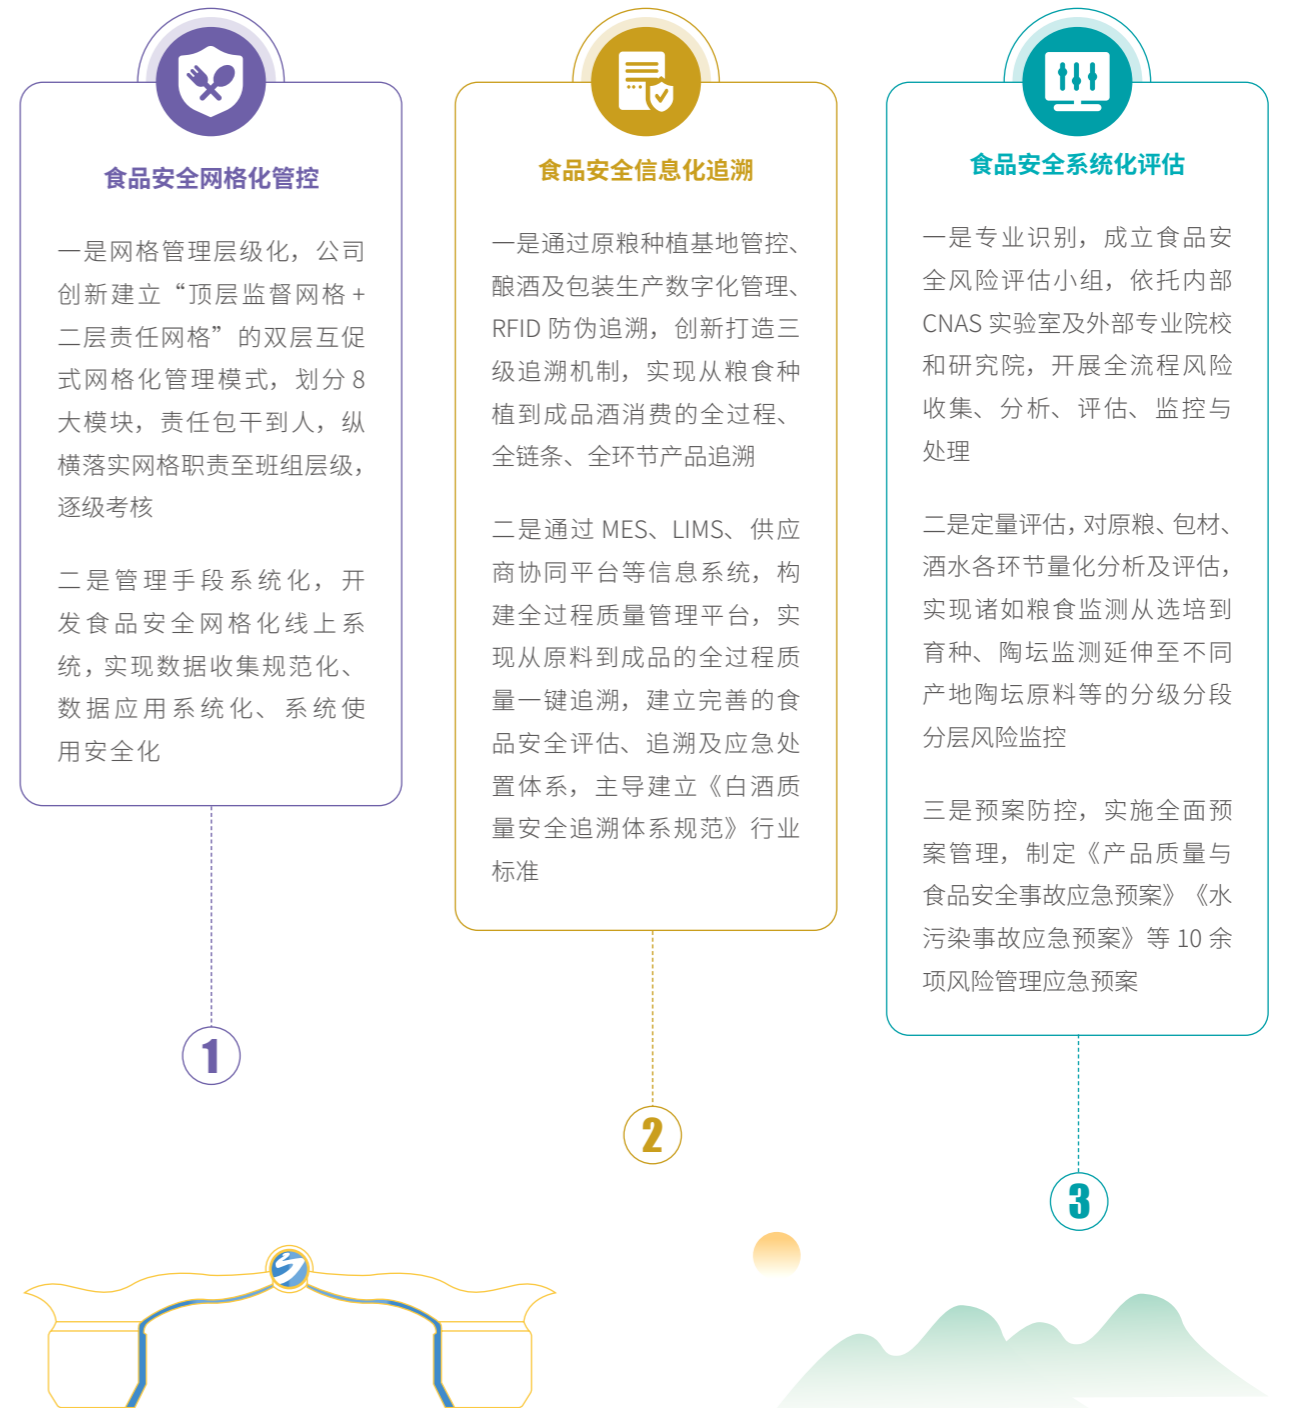 食品安全网格化管控
一是网格管理层级化，公司
创新建立“顶层监督网格 +
二层责任网格”的双层互促
式网格化管理模式，划分 8
大模块，责任包干到人，纵
横落实网格职责至班组层级，
逐级考核
二是管理手段系统化，开
发食品安全网格化线上系
统，实现数据收集规范化、
数据应用系统化、系统使
用安全化
1
食品安全信息化追溯
一是通过原粮种植基地管控、
酿酒及包装生产数字化管理、
RFID 防伪追溯，创新打造三
级追溯机制，实现从粮食种
植到成品酒消费的全过程、
全链条、全环节产品追溯
二是通过 MES、LIMS、供应
商协同平台等信息系统，构
建全过程质量管理平台，实
现从原料到成品的全过程质
量一键追溯，建立完善的食
品安全评估、追溯及应急处
置体系，主导建立《白酒质
量安全追溯体系规范》行业
标准
2
食品安全系统化评估
一是专业识别，成立食品安
全风险评估小组，依托内部
CNAS 实验室及外部专业院校
和研究院，开展全流程风险
收集、分析、评估、监控与
处理
二是定量评估，对原粮、包材、
酒水各环节量化分析及评估，
实现诸如粮食监测从选培到
育种、陶坛监测延伸至不同
产地陶坛原料等的分级分段
分层风险监控
三是预案防控，实施全面预
案管理，制定《产品质量与
食品安全事故应急预案》《水
污染事故应急预案》等 10 余
项风险管理应急预案
3